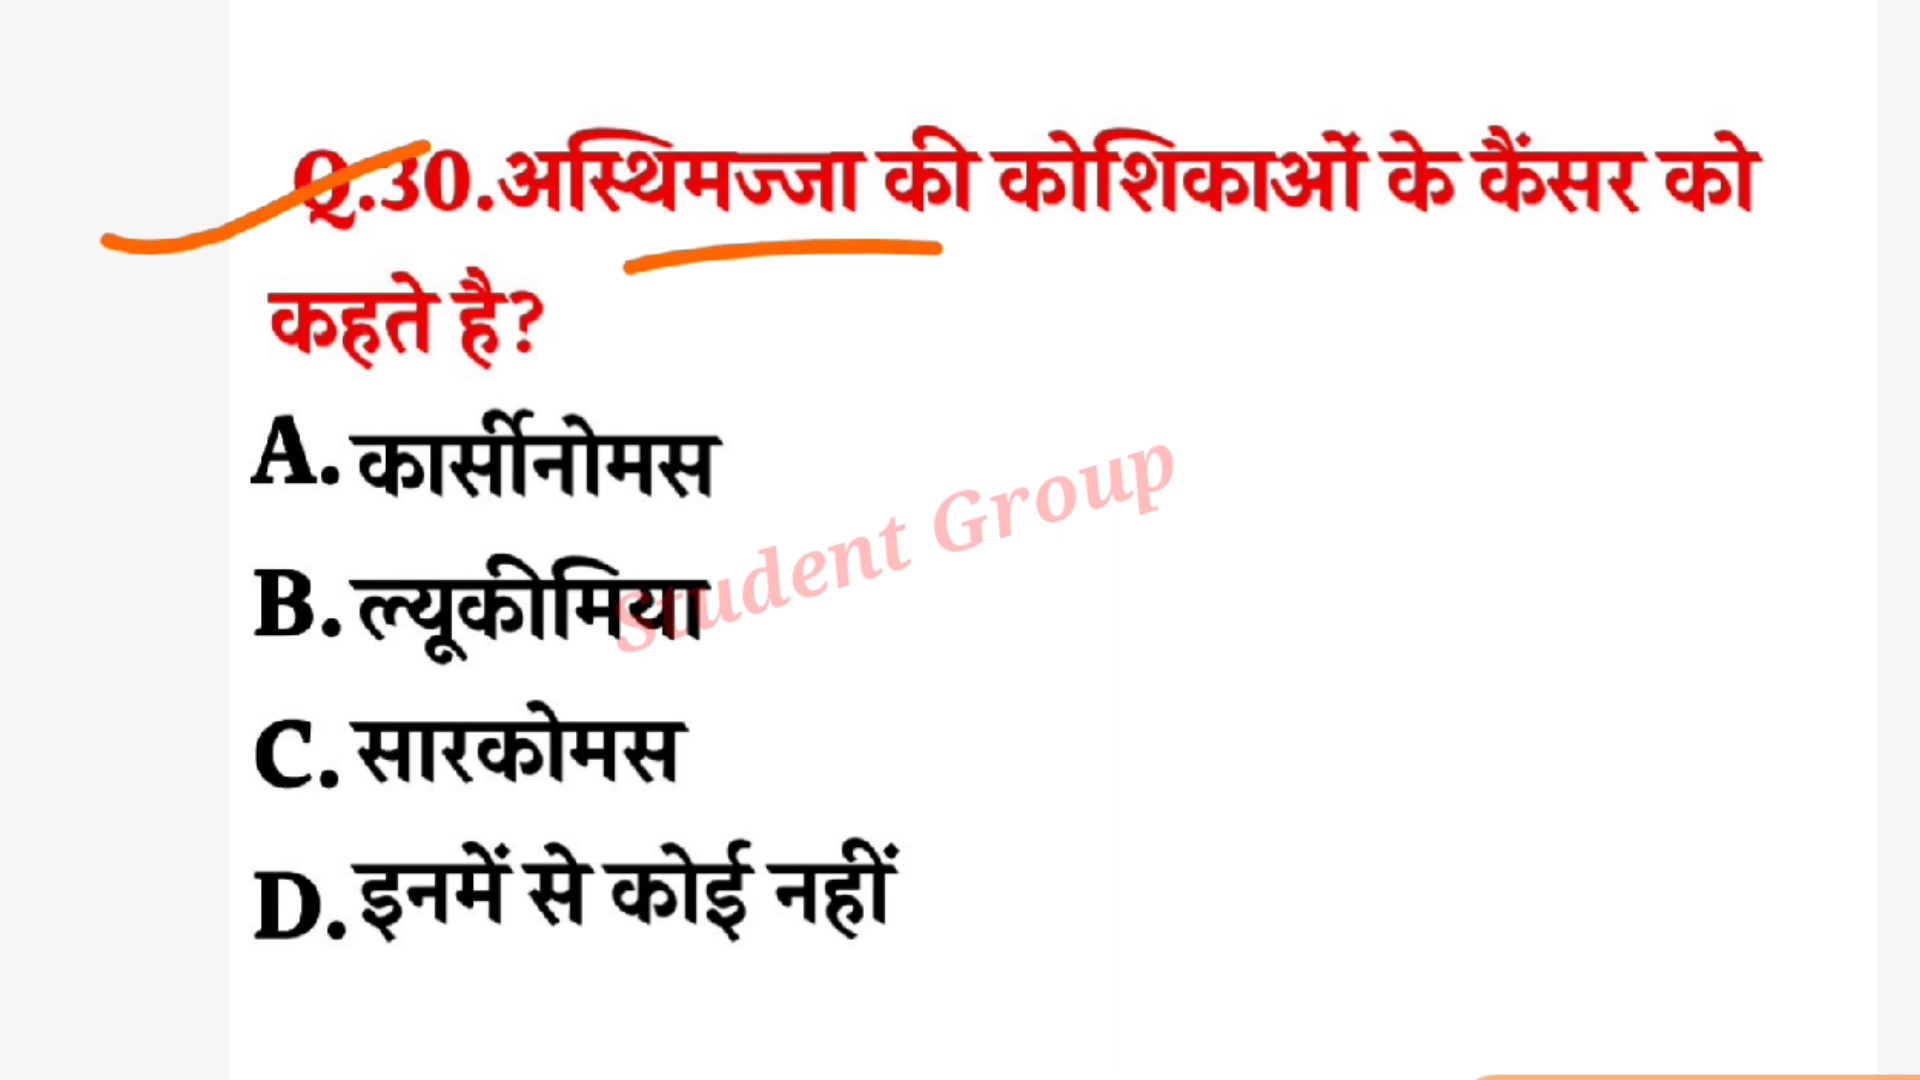 Q.30.अस्थिमज्जा की कोशिकाओं के कैंसर को
कहते है?
A. कार्सीनोमस
B. ल्यूकीमिया
Student Group
C. सारकोमस
D. इनमें से कोई नहीं